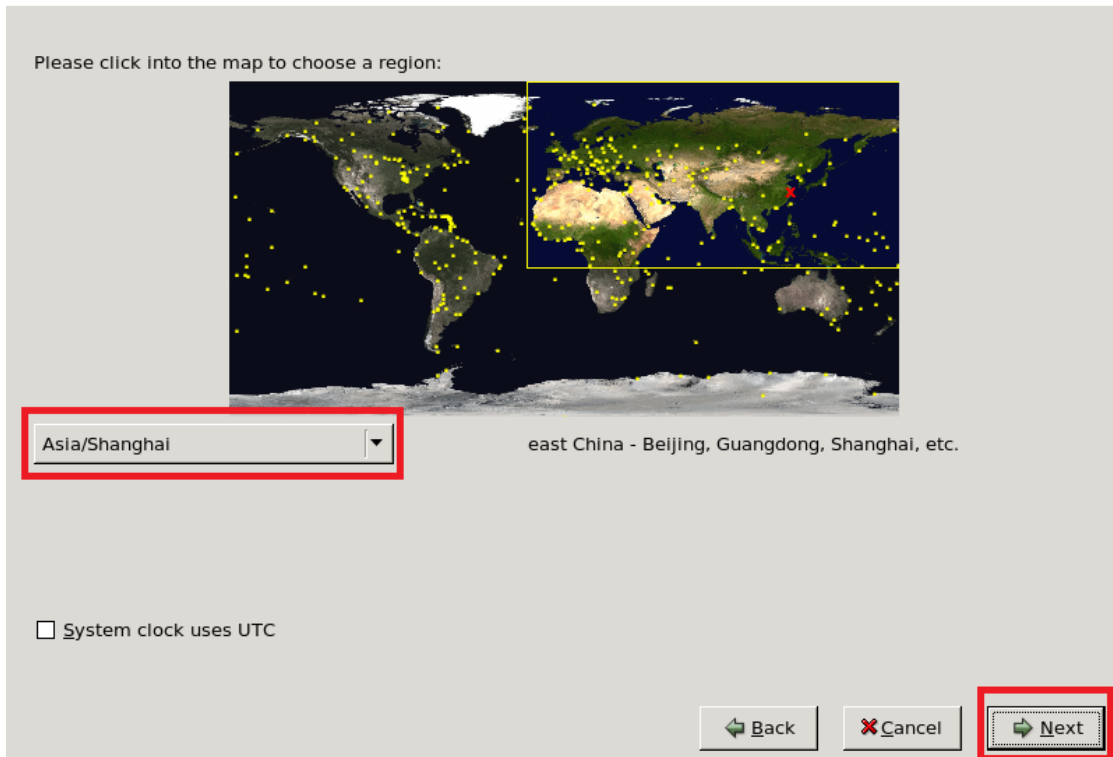 Please click into the map to choose a region:
Asia/Shanghai
east China - Beijing, Guangdong, Shanghai, etc.
System clock uses UTC
Back
Cancel
Next